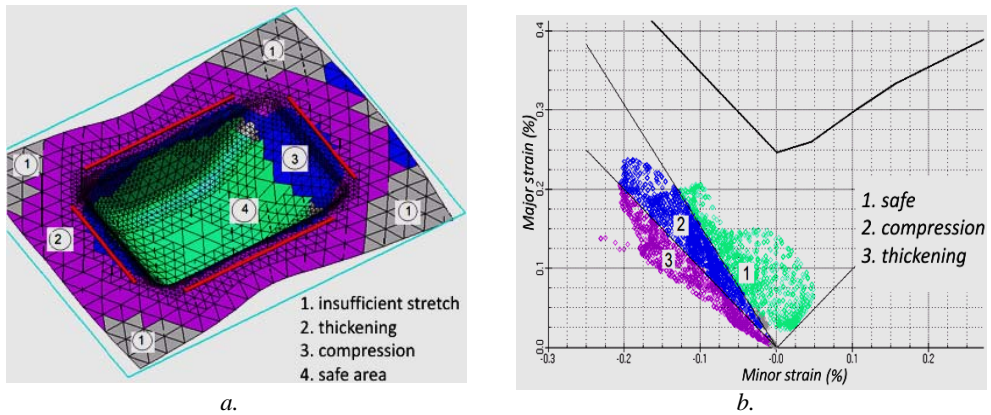 1
1
3
4
1
2
1
1. insufficient stretch
2. thickening
3. compression
4. safe area
a.
0.4
0.3
0.2
0.1
0.0
Major strain (%)
2
3
1
1. safe
2. compression
3. thickening
-0.3
-0.2
-0.1
-0.0
0.1
0.2
Minor strain (%)
b.